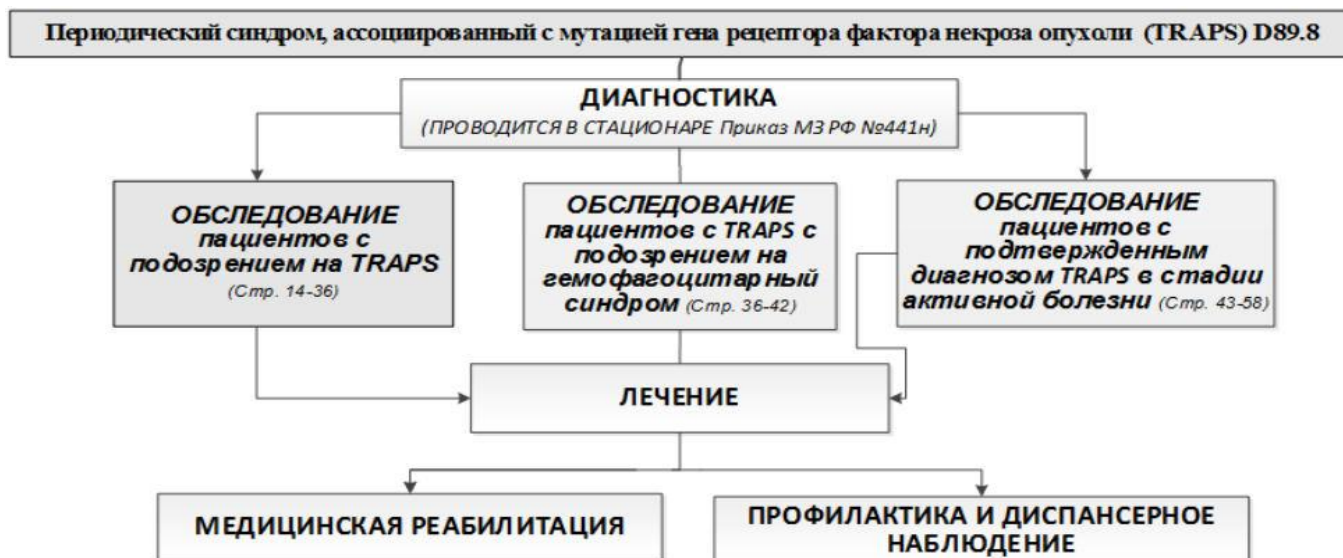 Периодический синдром, ассоциированный с мутацией гена рецептора фактора некроза опухоли (TRAPS) D89.8
ДИАГНОСТИКА
(ПРОВОДИТСЯ В СТАЦИОНАРЕ Приказ МЗ РФ №441н)
ОБСЛЕДОВАНИЕ
пациентов с
подозрением на TRAPS
(Стр. 14-36)
ОБСЛЕДОВАНИЕ
пациентов с TRAPS с
подозрением на
гемофагоцитарный
синдром (Стр. 36-42)
ОБСЛЕДОВАНИЕ
пациентов с
подтвержденным
диагнозом TRAPS в стадии
активной болезни (Стр. 43-58)
ЛЕЧЕНИЕ
МЕДИЦИНСКАЯ РЕАБИЛИТАЦИЯ
ПРОФИЛАКТИКА И ДИСПАНСЕРНОЕ
НАБЛЮДЕНИЕ